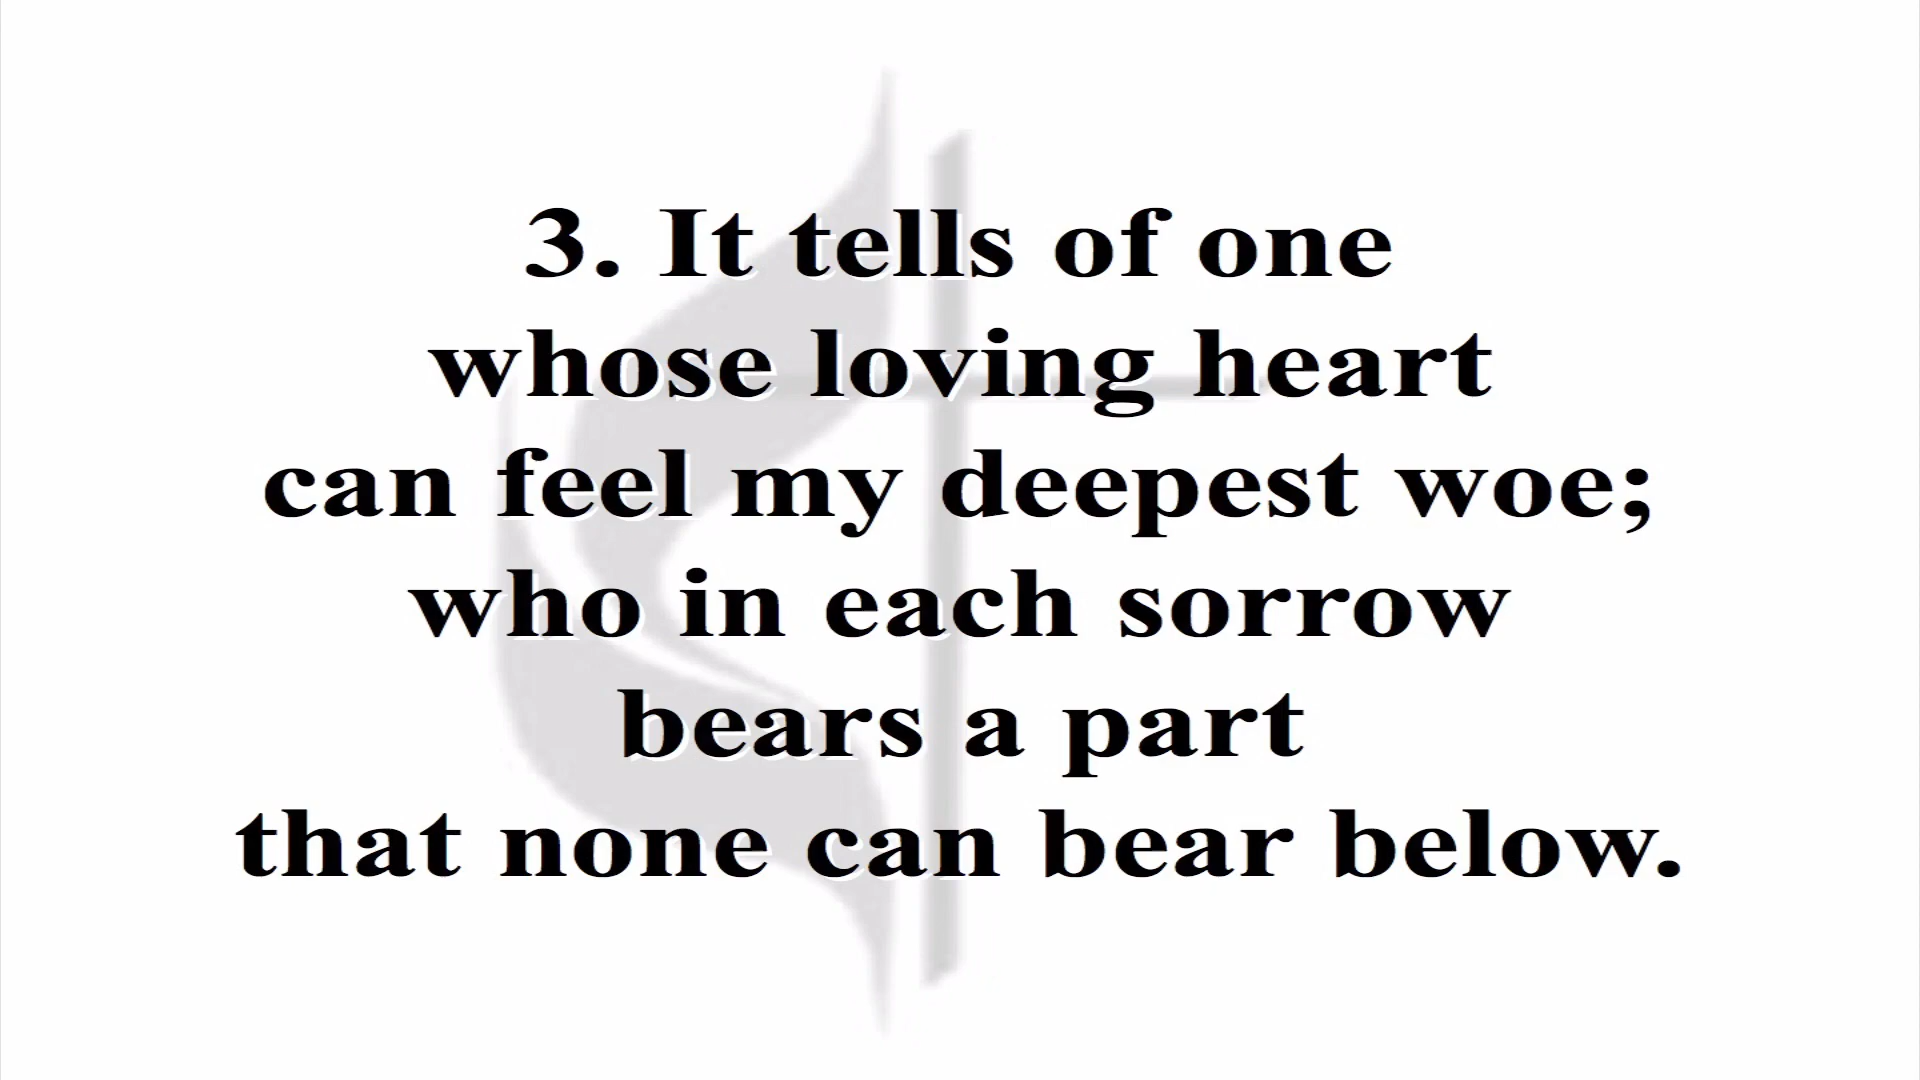 3. It tells of one
whose loving heart
can feel my deepest woe;
who in each sorrow
bears a part
that none can bear below.